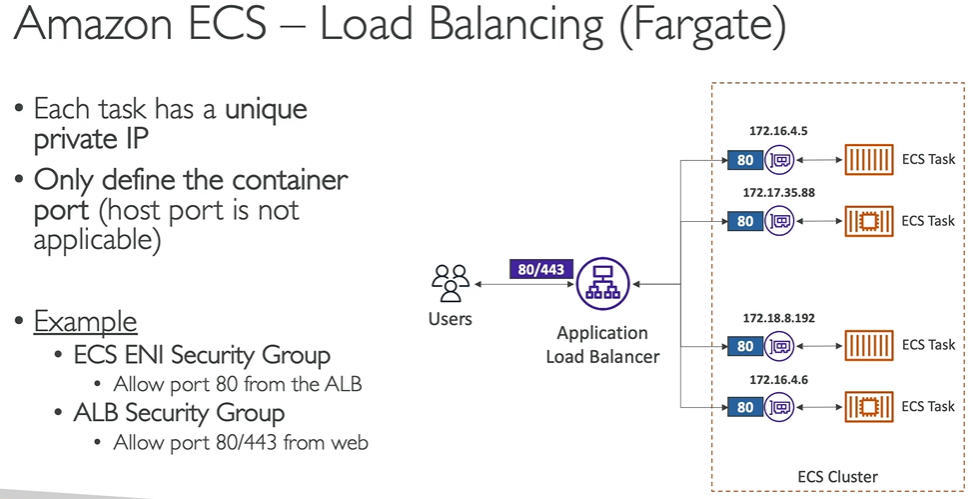 Amazon ECS – Load Balancing (Fargate)
• Each task has a unique
private IP
• Only define the container
port (host port is not
applicable)
• Example
• ECS ENI Security Group
• Allow port 80 from the ALB
• ALB Security Group
• Allow port 80/443 from web
Users
80/443
Application
Load Balancer
172.16.4.5
80
ECS Task
172.17.35.88
80
ECS Task
172.18.8.192
80
ECS Task
172.16.4.6
80
ECS Task
ECS Cluster